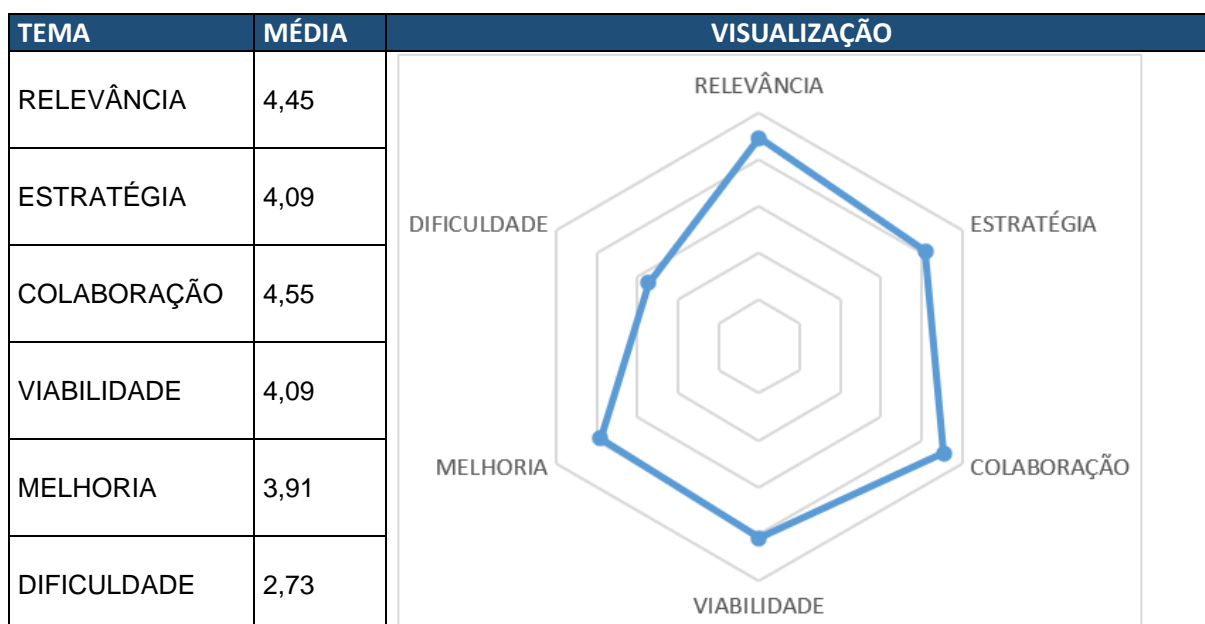 TEMA MÉDIA VISUALIZAÇÃO
RELEVÂNCIA 4,45
ESTRATÉGIA 4,09
COLABORAÇÃO 4,55
VIABILIDADE 4,09
MELHORIA 3,91
DIFICULDADE 2,73
RELEVÂNCIA
ESTRATÉGIA
COLABORAÇÃO
VIABILIDADE
MELHORIA
DIFICULDADE